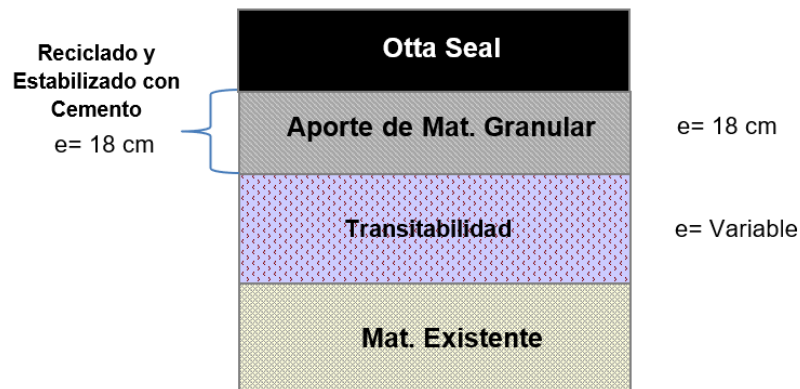 Otta Seal
Reciclado y
Estabilizado con
Cemento
e= 18 cm
Aporte de Mat. Granular
e= 18 cm
Transitabilidad
e= Variable
Mat. Existente